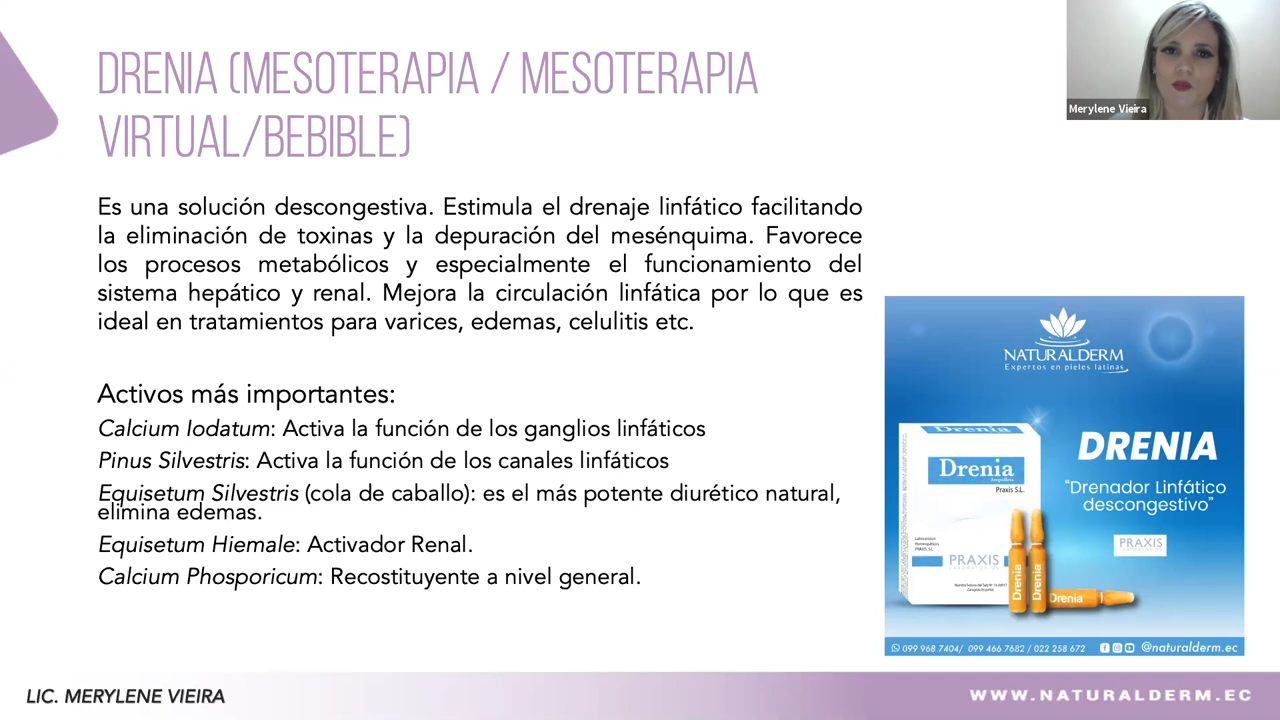 DRENIA (MESOTERAPIA / MESOTERAPIA
VIRTUAL/BEBIBLE)
Merylene Vieira
Es una solución descongestiva. Estimula el drenaje linfático facilitando
la eliminación de toxinas y la depuración del mesénquima. Favorece
los procesos metabólicos y especialmente el funcionamiento del
sistema hepático y renal. Mejora la circulación linfática por lo que es
ideal en tratamientos para varices, edemas, celulitis etc.
Activos más importantes:
Calcium Iodatum: Activa la función de los ganglios linfáticos
Pinus Silvestris: Activa la función de los canales linfáticos
Equisetum Silvestris (cola de caballo): es el más potente diurético natural,
elimina edemas.
Equisetum Hiemale: Activador Renal.
Calcium Phosporicum: Recostituyente a nivel general.
NATURALDERM
Expertos en pieles latinas
Drenia
Drenia
Praxis S.L.
PRAXIS
DRENIA
"Drenador Linfático
descongestivo"
PRAXIS
Drenia
Drenia
Drenia
099 968 7404/ 099 466 7682 / 022 258 672
@naturalderm.ec
LIC. MERYLENE VIEIRA
WWW.NATURALDERM.EC